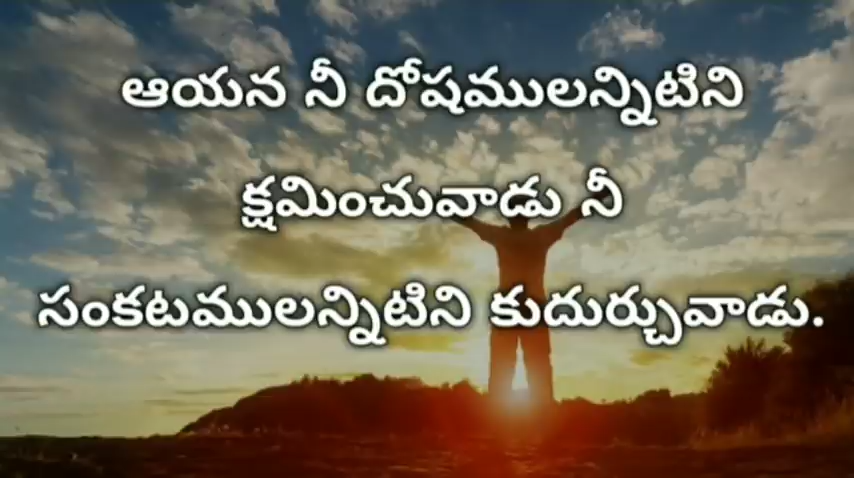 ఆయన నీ దోషములన్నిటిని
క్షమించువాడు నీ
సంకటములన్నిటిని కుదుర్చువాడు.